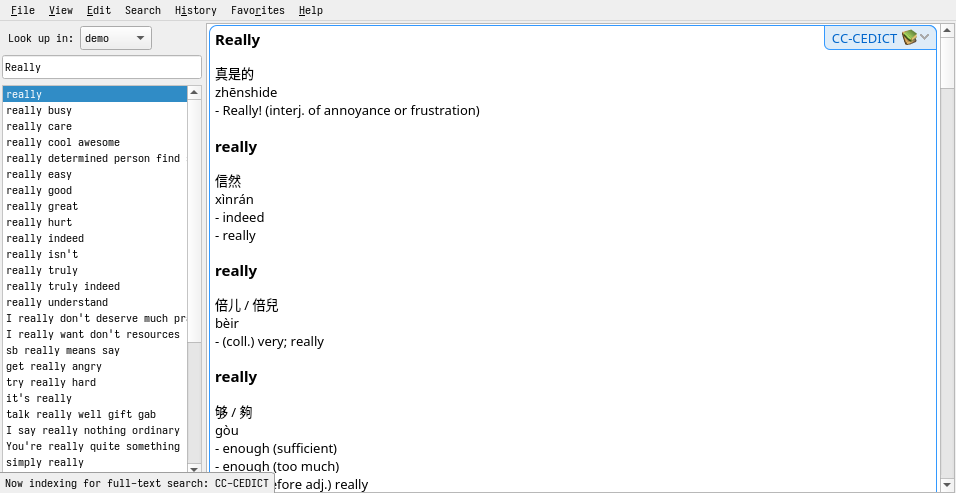 File View Edit Search History Favorites Help
Look up in: demo
Really
really
really busy
really care
really cool awesome
really determined person find
really easy
really good
really great
really hurt
really indeed
really isn't
really truly
really truly indeed
really understand
I really don't deserve much pr
I really want don't resources
sb really means say
get really angry
try really hard
it's really
talk really well gift gab
I say really nothing ordinary
You're really quite something
simply really
Now indexing for full-text search: CC-CEDICT
CC-CEDICT
Really
真是的
zhēnshide
- Really! (interj. of annoyance or frustration)
really
信然
xìnrán
- indeed
- really
really
倍儿 / 倍兒
bèir
- (coll.) very; really
really
够 / 夠
gòu
- enough (sufficient)
- enough (too much)
efore adj.) really